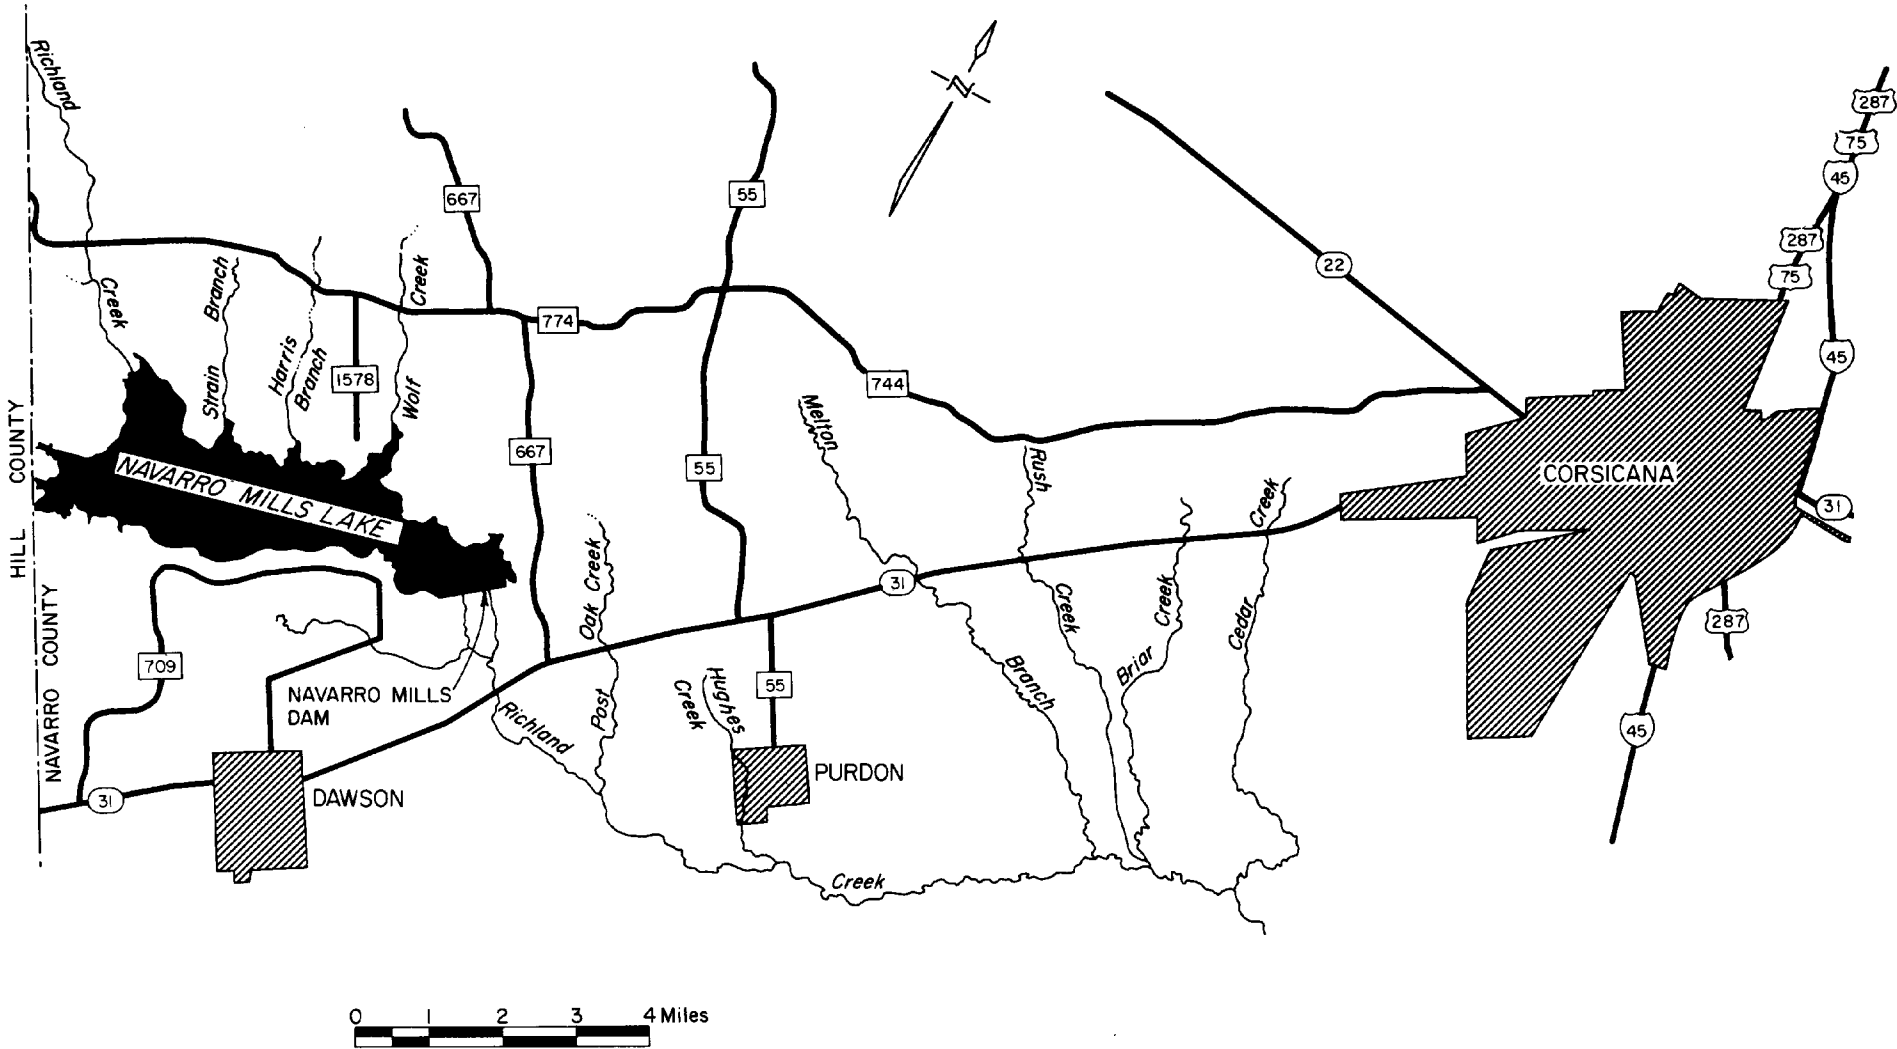 Richland
Creek
287
75
45
287
75
45
N
667
55
22
Strain Branch
Harris
Branch
Wolf Creek
774
1578
744
667
55
Melton
Branch
Rush
Creek
Briar Creek
Cedar Creek
CORSICANA
31
287
45
NAVARRO MILLS LAKE
HILL COUNTY
NAVARRO COUNTY
Post Oak Creek
31
709
NAVARRO MILLS
DAM
Richland
Creek
Hughes
Creek
55
PURDON
31
DAWSON
0 1 2 3 4 Miles